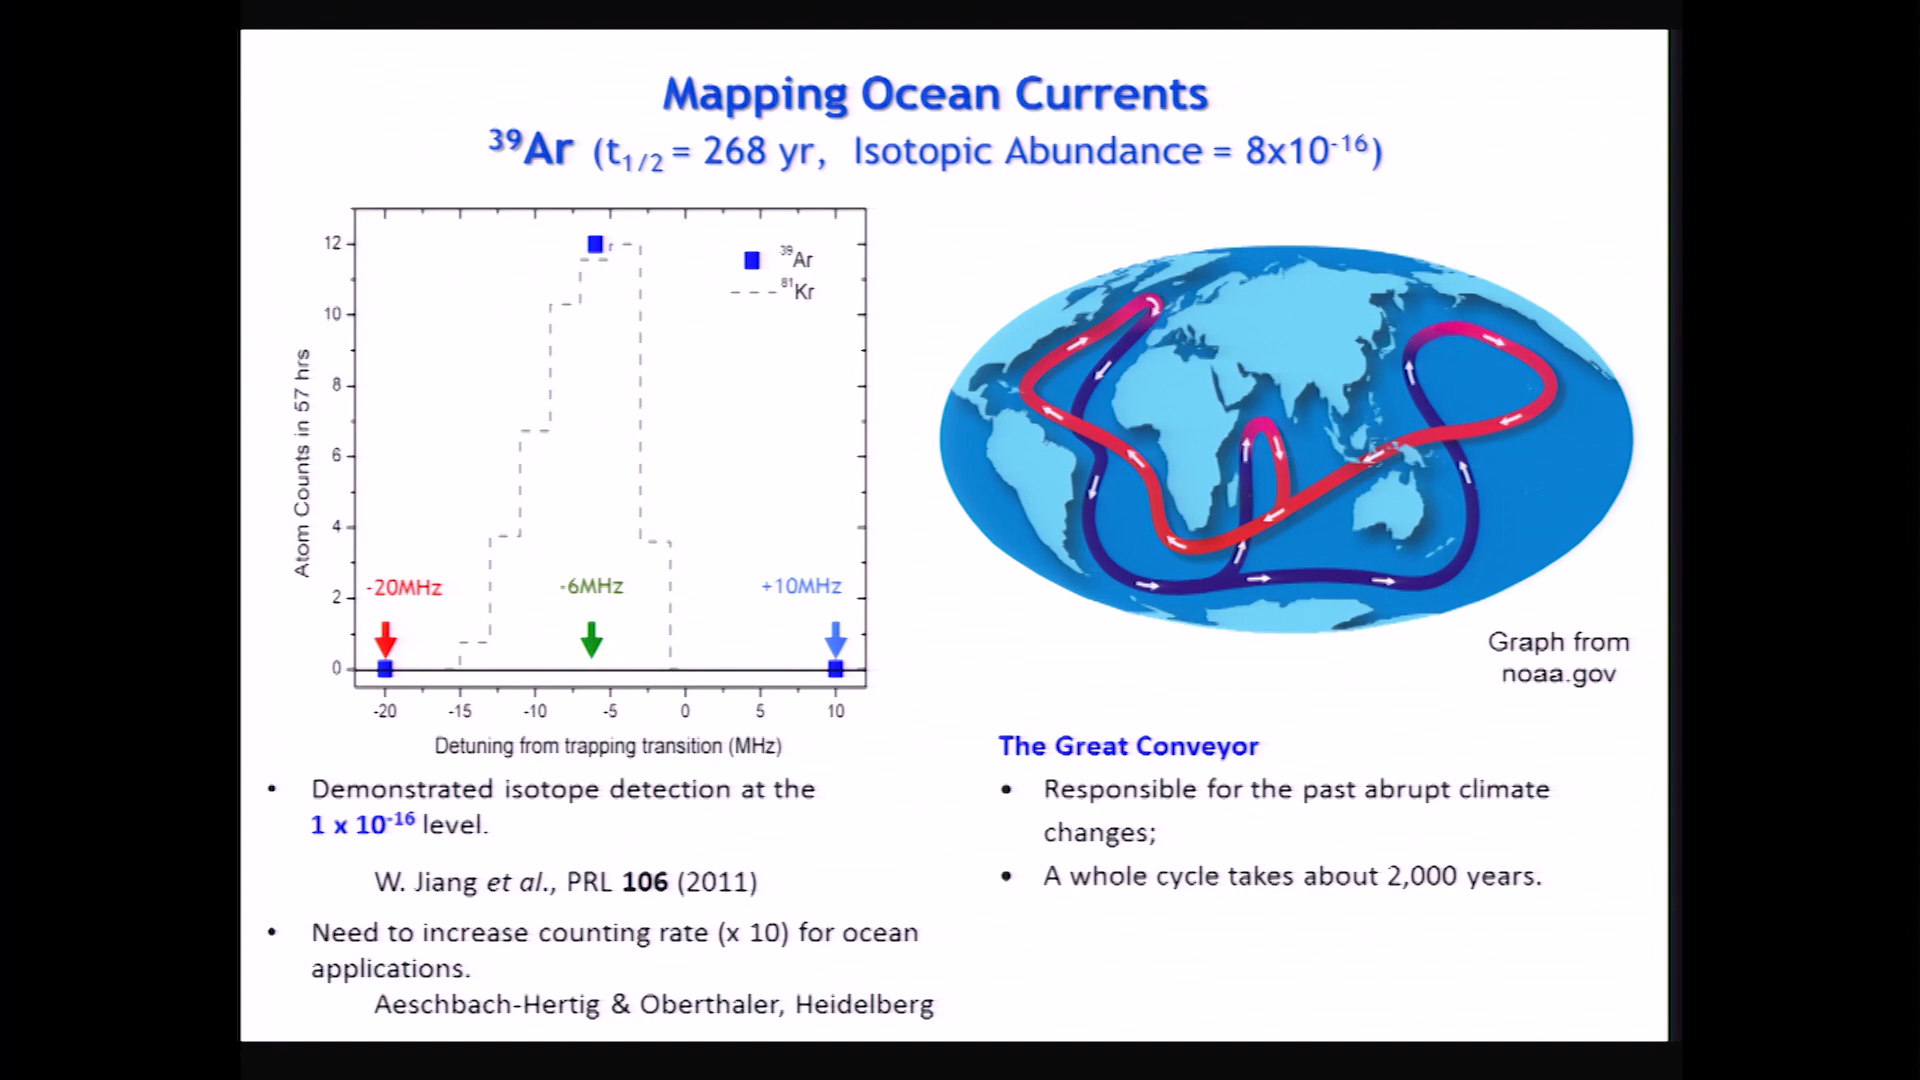 Mapping Ocean Currents
³⁹Ar (t₁/₂ = 268 yr, Isotopic Abundance = 8x10⁻¹⁶)
12
10
8
6
4
2
0
Atom Counts in 57 hrs
³⁹Ar
⁸¹Kr
-20MHz
-6MHz
+10MHz
-20
-15
-10
-5
0
5
10
Detuning from trapping transition (MHz)
• Demonstrated isotope detection at the
1 x 10⁻¹⁶ level.
W. Jiang et al., PRL 106 (2011)
• Need to increase counting rate (x 10) for ocean
applications.
Aeschbach-Hertig & Oberthaler, Heidelberg
Graph from
noaa.gov
The Great Conveyor
• Responsible for the past abrupt climate
changes;
• A whole cycle takes about 2,000 years.